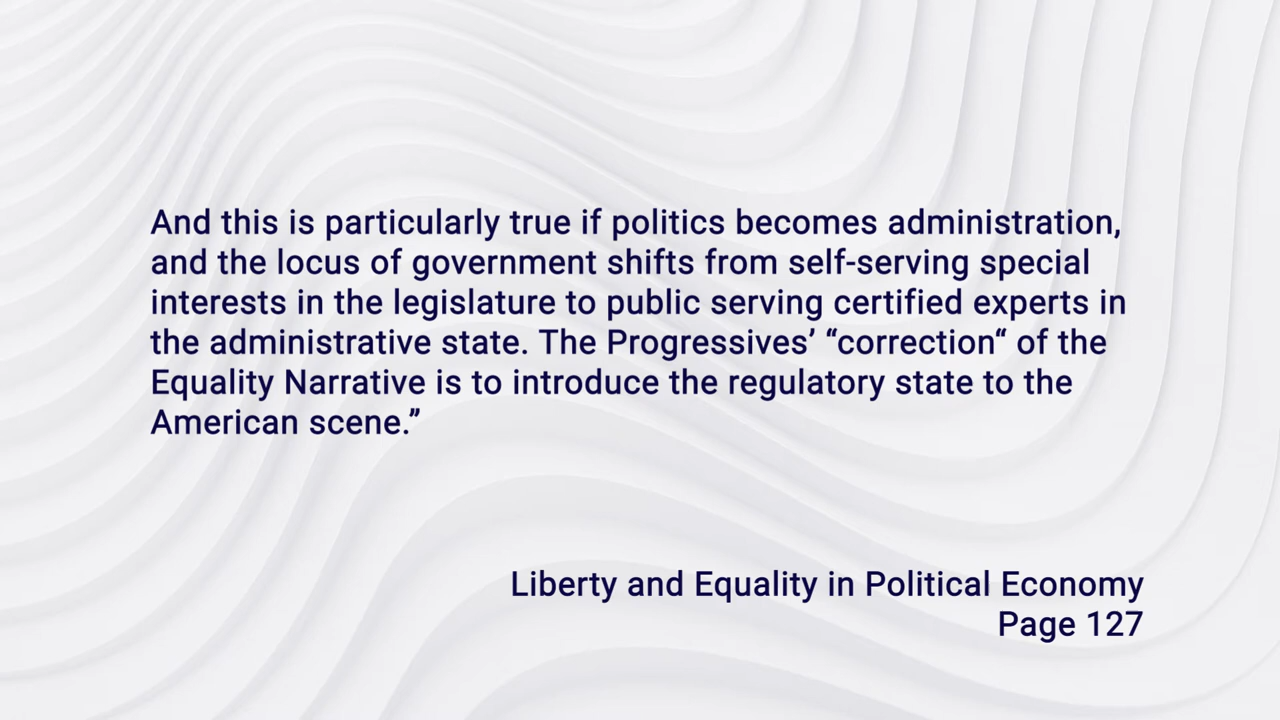 And this is particularly true if politics becomes administration,
and the locus of government shifts from self-serving special
interests in the legislature to public serving certified experts in
the administrative state. The Progressives’ “correction“ of the
Equality Narrative is to introduce the regulatory state to the
American scene.”
Liberty and Equality in Political Economy
Page 127